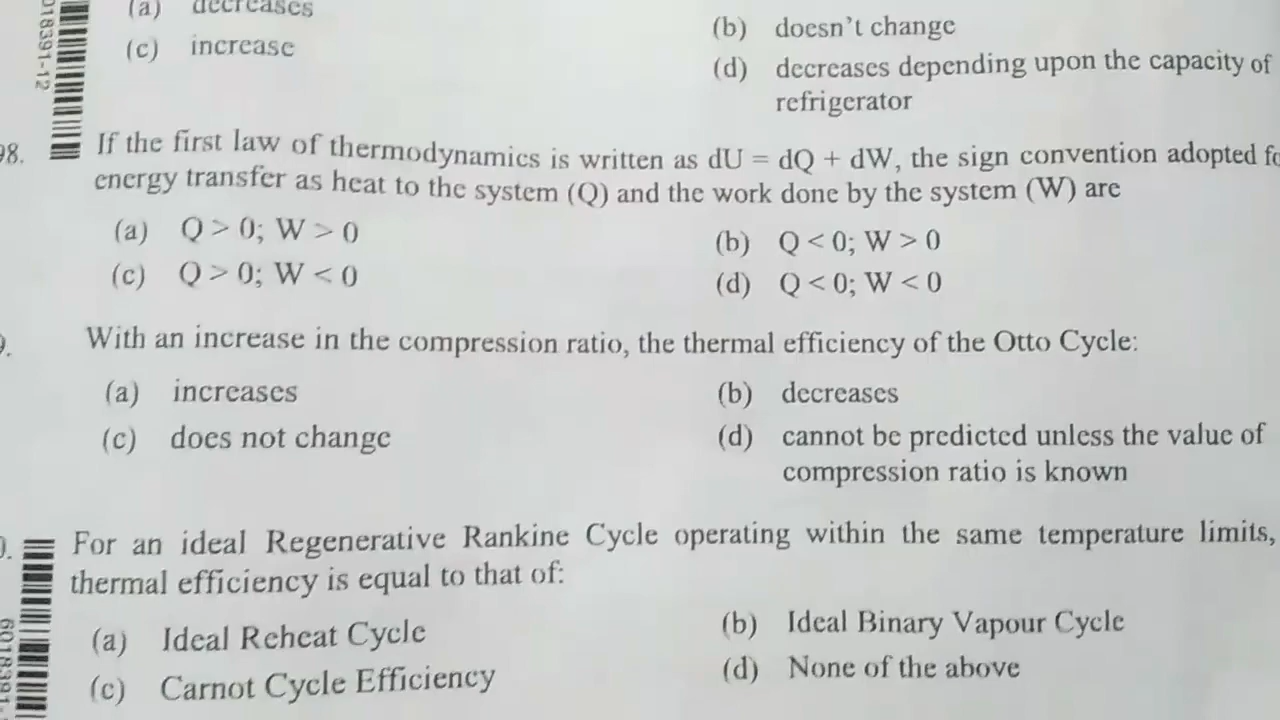 (a) decreases
(b) doesn't change
(c) increase
(d) decreases depending upon the capacity of
refrigerator
98. If the first law of thermodynamics is written as dU = dQ + dW, the sign convention adopted
energy transfer as heat to the system (Q) and the work done by the system (W) are
(a) Q > 0; W > 0
(b) Q < 0; W > 0
(c) Q > 0; W < 0
(d) Q < 0; W < 0
With an increase in the compression ratio, the thermal efficiency of the Otto Cycle:
(a) increases
(b) decreases
(c) does not change
(d) cannot be predicted unless the value of
compression ratio is known
For an ideal Regenerative Rankine Cycle operating within the same temperature limits,
thermal efficiency is equal to that of:
(a) Ideal Reheat Cycle
(b) Ideal Binary Vapour Cycle
(c) Carnot Cycle Efficiency
(d) None of the above